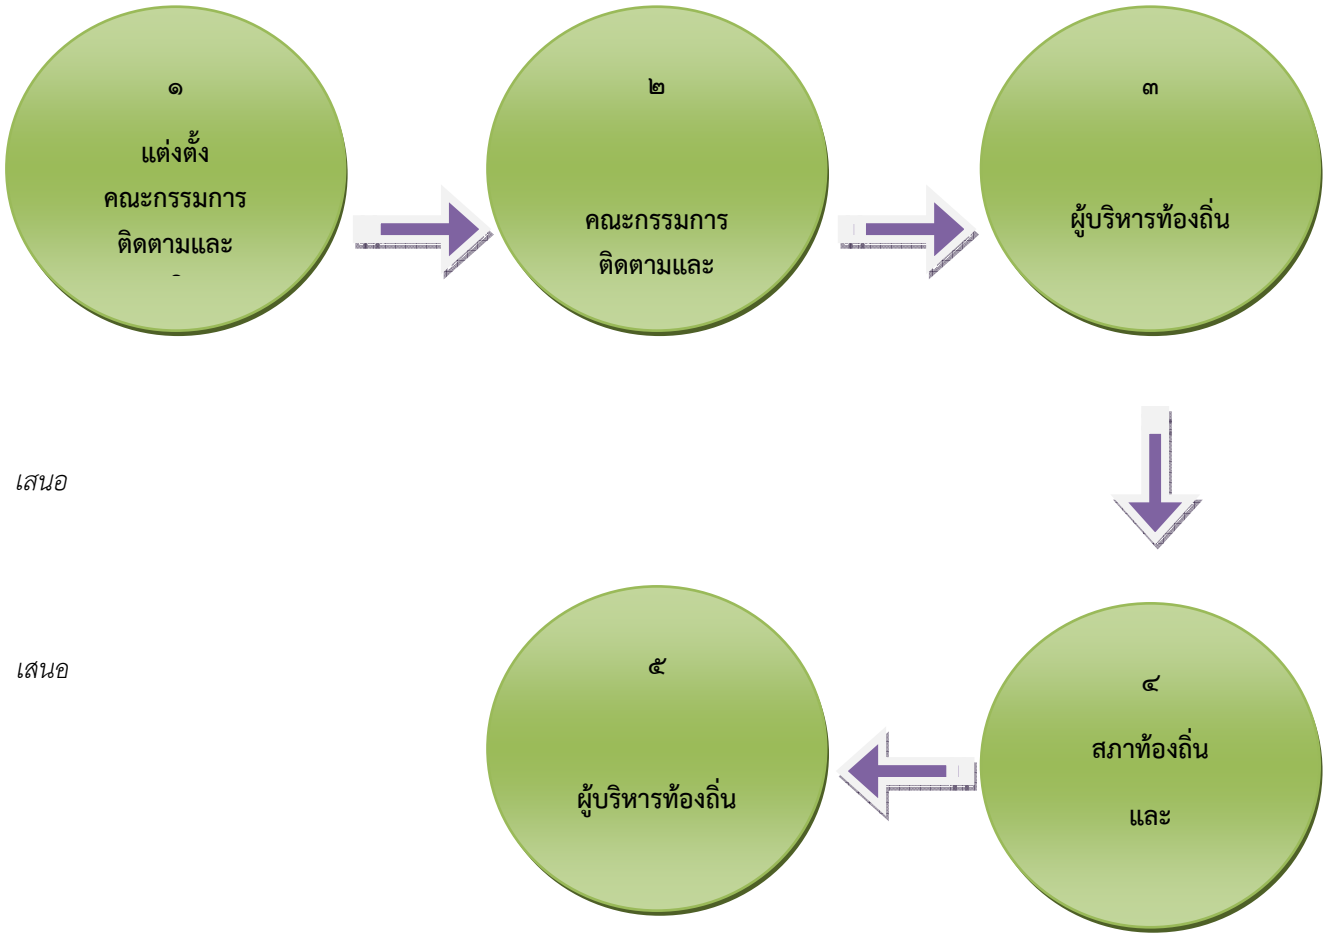 ๑
แต่งตั้ง
คณะกรรมการ
ติดตามและ
๒
คณะกรรมการ
ติดตามและ
๓
ผู้บริหารท้องถิ่น
เสนอ
เสนอ
๕
ผู้บริหารท้องถิ่น
๔
สภาท้องถิ่น
และ